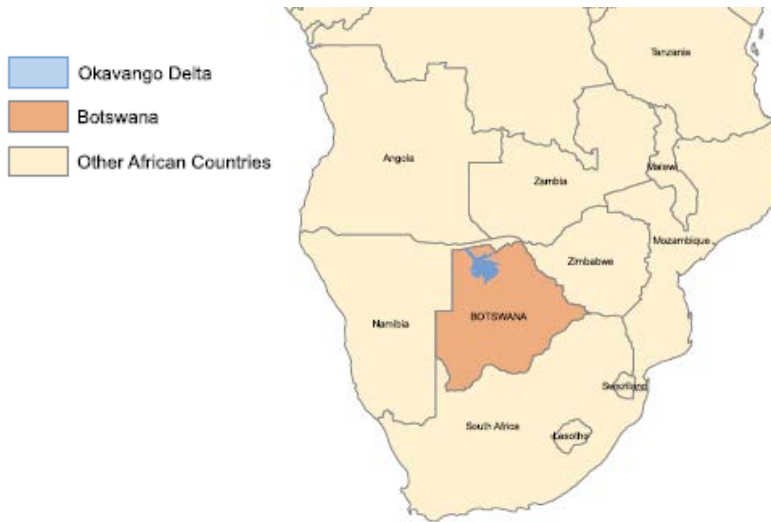 Okavango Delta
Botswana
Other African Countries
Tanzania
Angola
Zambia
Malawi
Mozambique
Zimbabwe
Namibia
BOTSWANA
Swaziland
South Africa
Lesotho